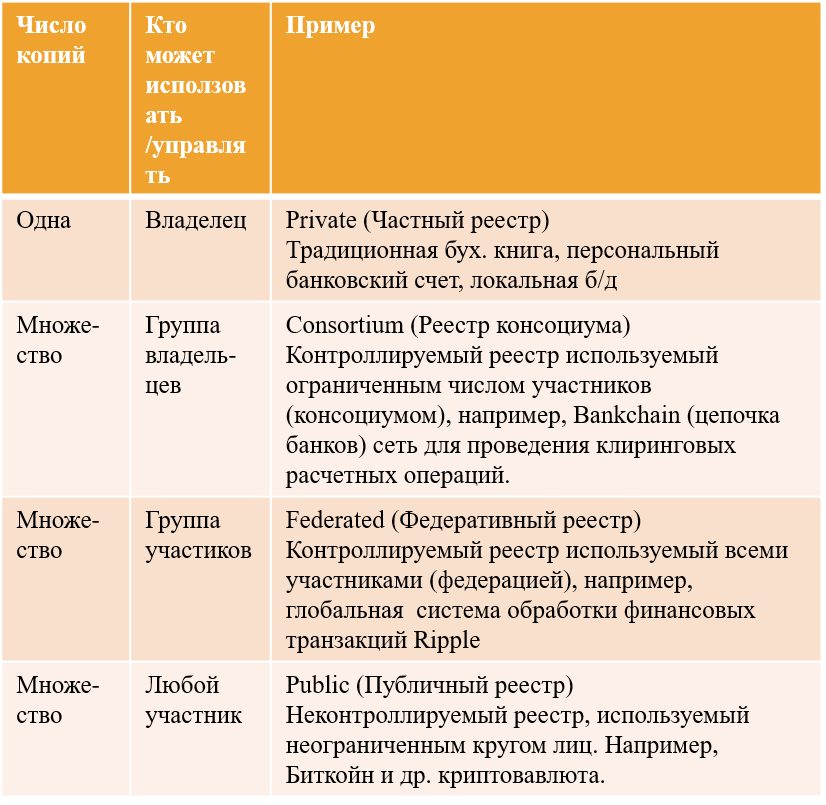 Число
копий
Кто
может
исползов
ать
/управля
ть
Пример
Одна
Владелец
Private (Частный реестр)
Традиционная бух. книга, персональный
банковский счет, локальная б/д
Множе-
ство
Группа
владель-
цев
Consortium (Реестр консоциума)
Контроллируемый реестр используемый
ограниченным числом участников
(консоциумом), например, Bankchain (цепочка
банков) сеть для проведения клиринговых
расчетных операций.
Множе-
ство
Группа
участиков
Federated (Федеративный реестр)
Контроллируемый реестр используемый всеми
участниками (федерацией), например,
глобальная система обработки финансовых
транзакций Ripple
Множе-
ство
Любой
участник
Public (Публичный реестр)
Неконтроллируемый реестр, используемый
неограниченным кругом лиц. Например,
Биткойн и др. криптовавлюта.